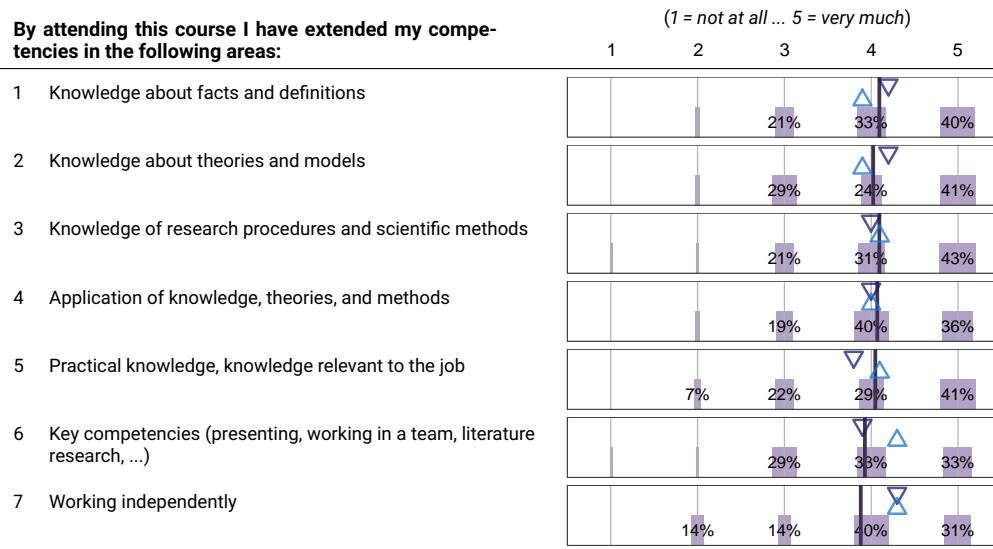 (1 = not at all ... 5 = very much)
By attending this course I have extended my compe-
tencies in the following areas:
1 2 3 4 5
1 Knowledge about facts and definitions
21% 33% 40%
2 Knowledge about theories and models
29% 24% 41%
3 Knowledge of research procedures and scientific methods
21% 31% 43%
4 Application of knowledge, theories, and methods
19% 40% 36%
5 Practical knowledge, knowledge relevant to the job
7% 22% 29% 41%
6 Key competencies (presenting, working in a team, literature
research, ...)
29% 33% 33%
7 Working independently
14% 14% 40% 31%